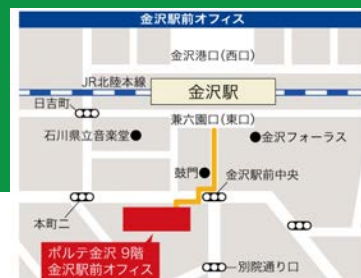 金沢駅前オフィス
金沢港口(西口)
JR北陸本線
金沢駅
日吉町
兼六園口(東口)
石川県立音楽堂
金沢フォーラス
鼓門
金沢駅前中央
本町二
ポルテ金沢 9階
金沢駅前オフィス
別院通り口